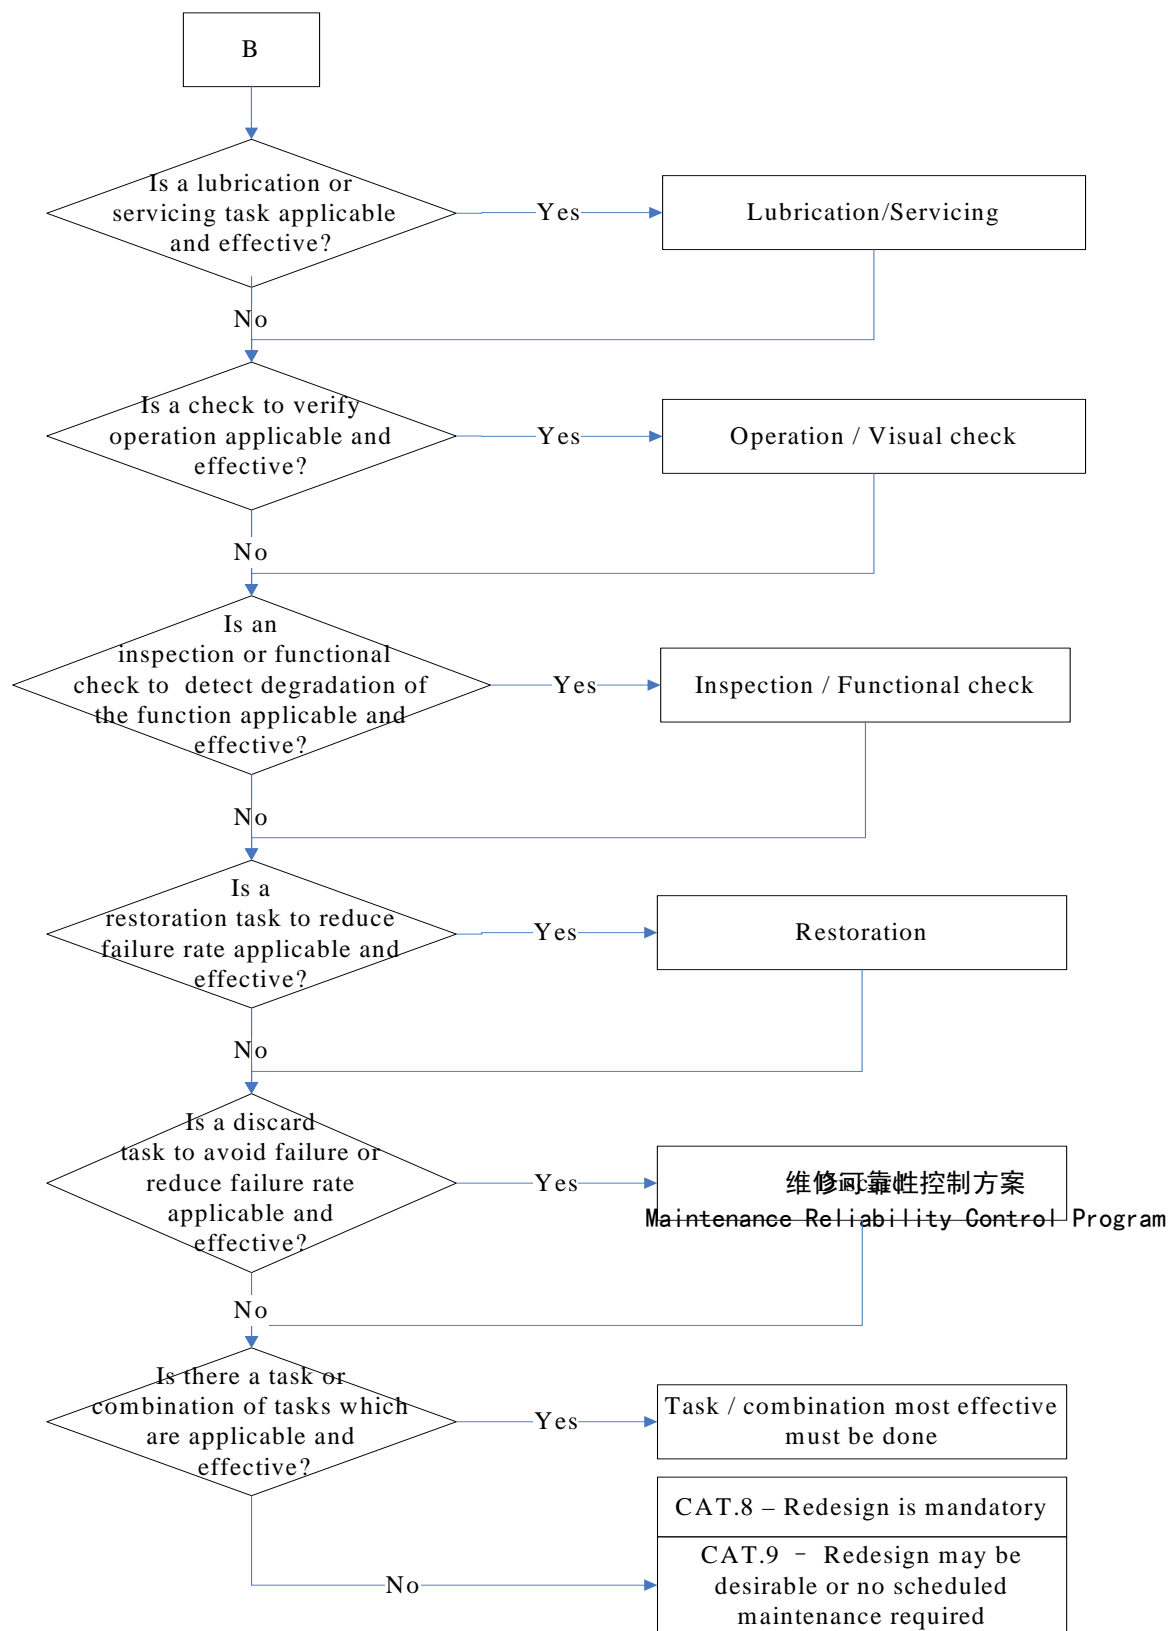 B
Is a lubrication or
servicing task applicable
and effective?
Yes
Lubrication/Servicing
No
Is a check to verify
operation applicable and
effective?
Yes
Operation / Visual check
No
Is an
inspection or functional
check to detect degradation of
the function applicable and
effective?
Yes
Inspection / Functional check
No
Is a
restoration task to reduce
failure rate applicable and
effective?
Yes
Restoration
No
Is a discard
task to avoid failure or
reduce failure rate
applicable and
effective?
Yes
维修可靠性控制方案
Maintenance Reliability Control Program
No
Is there a task or
combination of tasks which
are applicable and
effective?
Yes
Task / combination most effective
must be done
CAT.8 – Redesign is mandatory
CAT.9 – Redesign may be
desirable or no scheduled
maintenance required
No